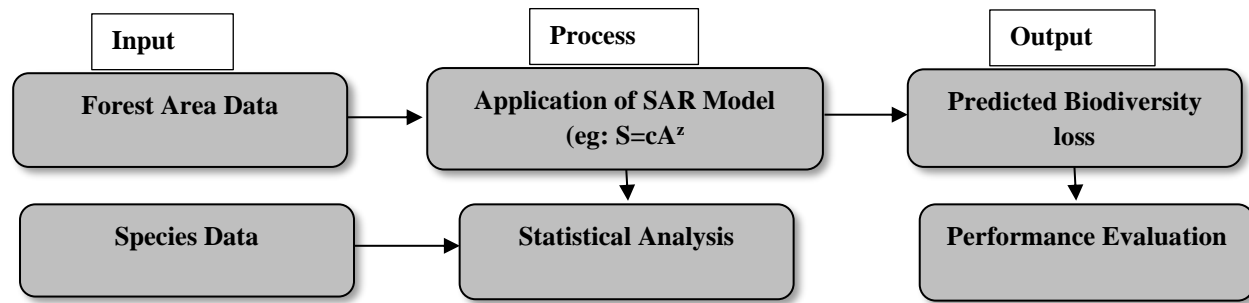 Input
Process
Output
Forest Area Data
Application of SAR Model
(eg: S=cAᶻ
Predicted Biodiversity
loss
Species Data
Statistical Analysis
Performance Evaluation